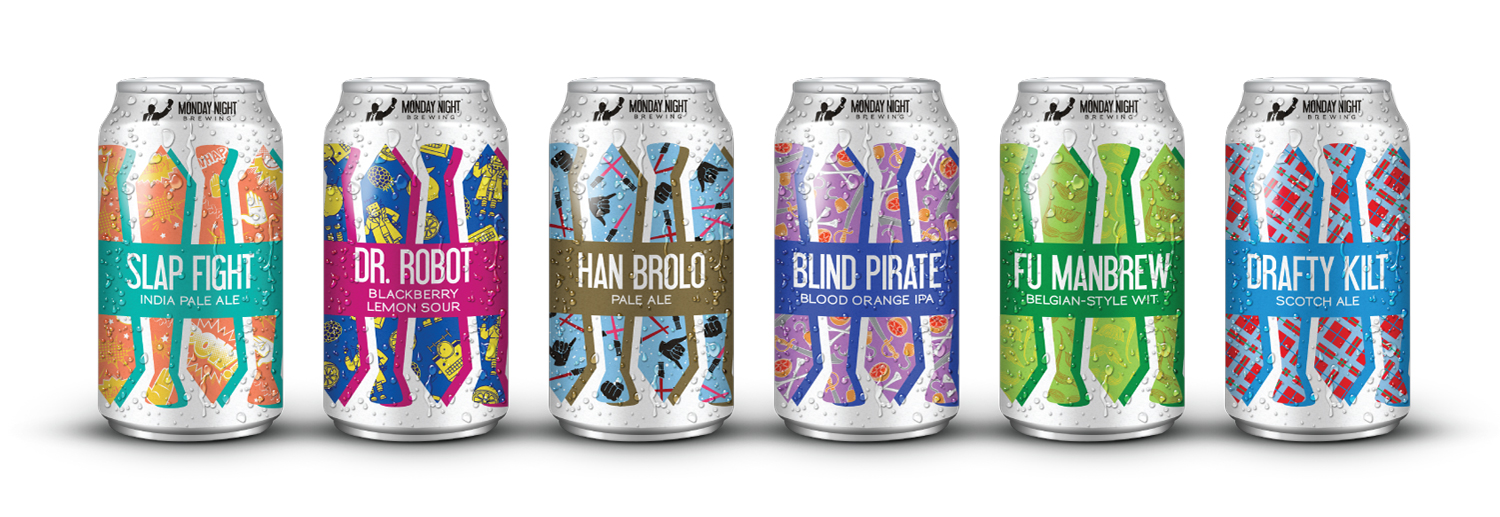 MONDAY NIGHT
BREWING
WHAP
SLAP FIGHT
INDIA PALE ALE
MONDAY NIGHT
BREWING
DR. ROBOT
BLACKBERRY
LEMON SOUR
MONDAY NIGHT
BREWING
HAN BROLO
PALE ALE
MONDAY NIGHT
BREWING
BLIND PIRATE
BLOOD ORANGE IPA
MONDAY NIGHT
BREWING
FU MANBREW
BELGIAN-STYLE WIT
MONDAY NIGHT
BREWING
DRAFTY KILT
SCOTCH ALE